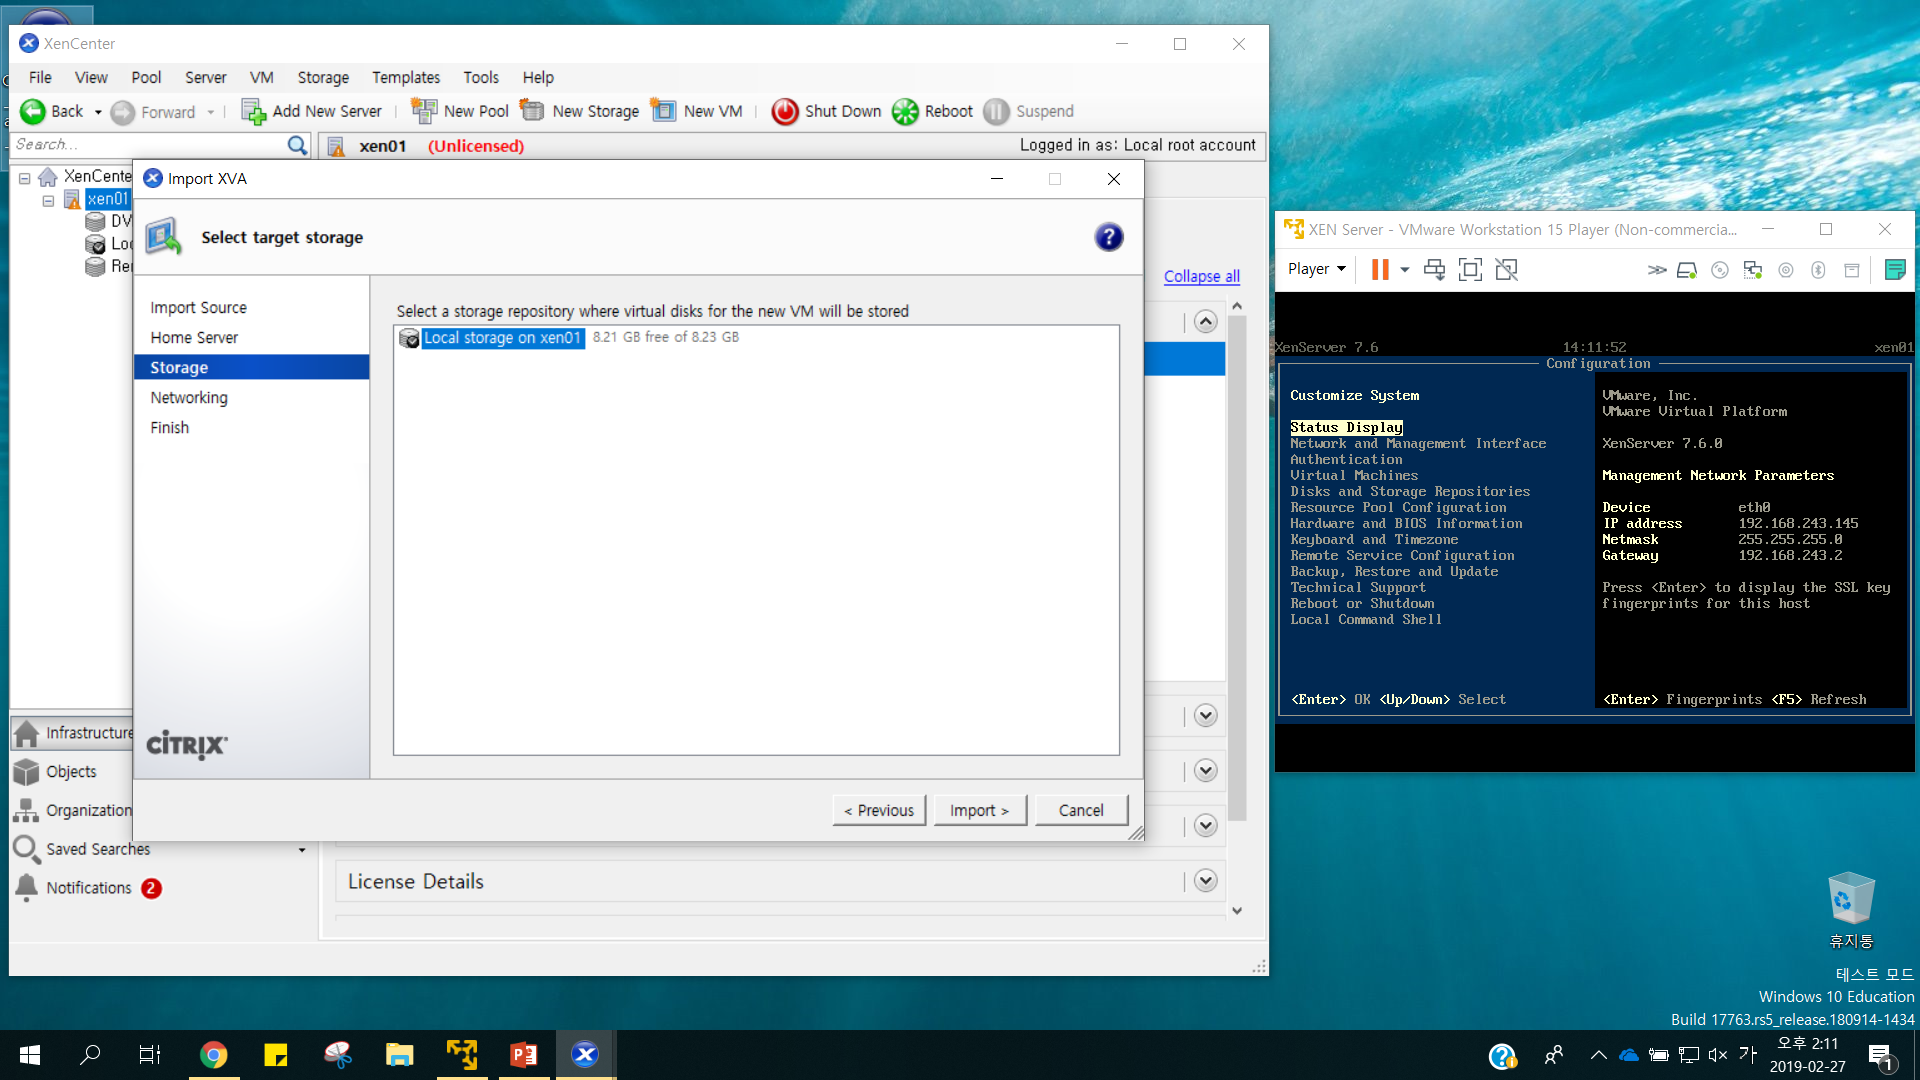 XenCenter
File View Pool Server VM Storage Templates Tools Help
Back Forward Add New Server New Pool New Storage New VM Shut Down Reboot Suspend
Search...
xen01 (Unlicensed)
Logged in as: Local root account
XenCente
xen01
DV
Loc
Re
Import XVA
Select target storage
?
Collapse all
Import Source
Home Server
Storage
Networking
Finish
CİTRIX
Select a storage repository where virtual disks for the new VM will be stored
Local storage on xen01 8.21 GB free of 8.23 GB
< Previous Import > Cancel
Infrastructure
Objects
Organization
Saved Searches
Notifications 2
License Details
XEN Server - VMware Workstation 15 Player (Non-commercia...
Player
XenServer 7.6 14:11:52 xen01
Configuration
Customize System
Status Display
Network and Management Interface
Authentication
Virtual Machines
Disks and Storage Repositories
Resource Pool Configuration
Hardware and BIOS Information
Keyboard and Timezone
Remote Service Configuration
Backup, Restore and Update
Technical Support
Reboot or Shutdown
Local Command Shell
<Enter> OK <Up/Down> Select
VMware, Inc.
VMware Virtual Platform
XenServer 7.6.0
Management Network Parameters
Device eth0
IP address 192.168.243.145
Netmask 255.255.255.0
Gateway 192.168.243.2
Press <Enter> to display the SSL key
fingerprints for this host
<Enter> Fingerprints <F5> Refresh
휴지통
테스트 모드
Windows 10 Education
Build 17763.rs5_release.180914-1434
가
오후 2:11
2019-02-27
1